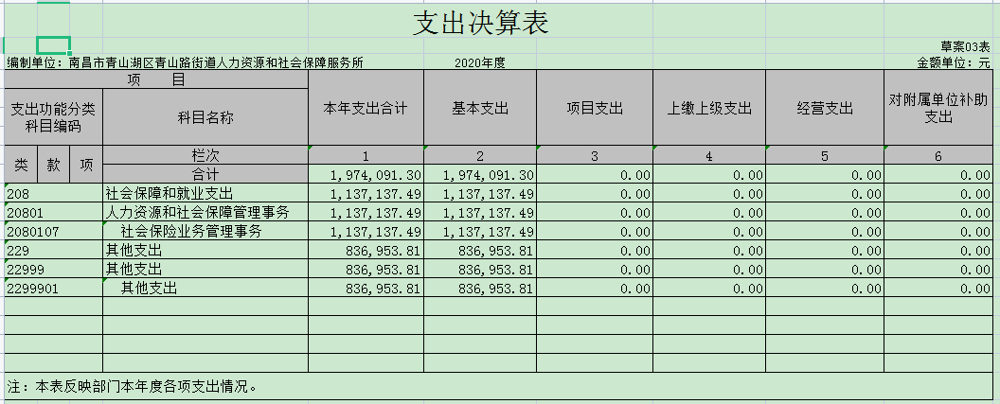 支出决算表
草案03表
编制单位：南昌市青山湖区青山路街道人力资源和社会保障服务所 2020年度 金额单位：元
项 目 本年支出合计 基本支出 项目支出 上缴上级支出 经营支出 对附属单位补助
支出
支出功能分类
科目编码 科目名称
类 款 项 栏次 1 2 3 4 5 6
合计 1,974,091.30 1,974,091.30 0.00 0.00 0.00 0.00
208 社会保障和就业支出 1,137,137.49 1,137,137.49 0.00 0.00 0.00 0.00
20801 人力资源和社会保障管理事务 1,137,137.49 1,137,137.49 0.00 0.00 0.00 0.00
2080107 社会保险业务管理事务 1,137,137.49 1,137,137.49 0.00 0.00 0.00 0.00
229 其他支出 836,953.81 836,953.81 0.00 0.00 0.00 0.00
22999 其他支出 836,953.81 836,953.81 0.00 0.00 0.00 0.00
2299901 其他支出 836,953.81 836,953.81 0.00 0.00 0.00 0.00
注：本表反映部门本年度各项支出情况。